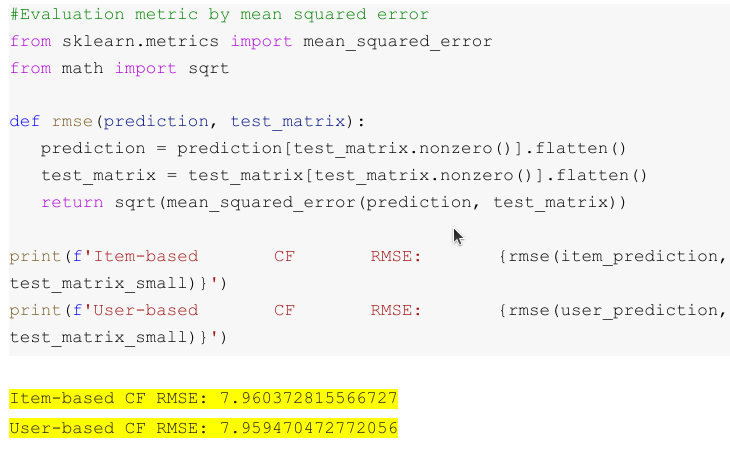 #Evaluation metric by mean squared error
from sklearn.metrics import mean_squared_error
from math import sqrt
def rmse(prediction, test_matrix):
prediction = prediction[test_matrix.nonzero()].flatten()
test_matrix = test_matrix[test_matrix.nonzero()].flatten()
return sqrt(mean_squared_error(prediction, test_matrix))
print(f'Item-based CF RMSE: {rmse(item_prediction,
test_matrix_small)}')
print(f'User-based CF RMSE: {rmse(user_prediction,
test_matrix_small)}')
Item-based CF RMSE: 7.960372815566727
User-based CF RMSE: 7.959470472772056